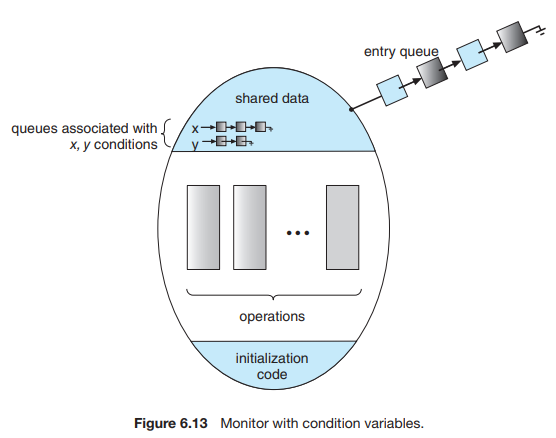 entry queue
shared data
queues associated with
x, y conditions
x
y
•••
operations
initialization
code
Figure 6.13 Monitor with condition variables.